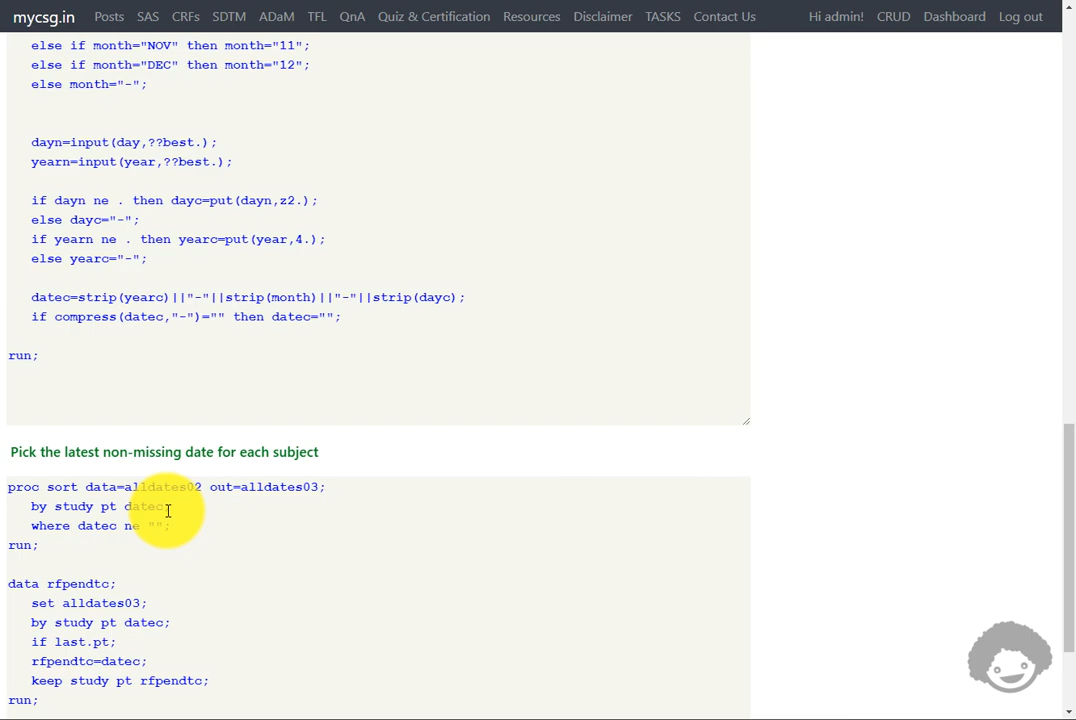 mycsg.in Posts SAS CRFs SDTM ADaM TFL QnA Quiz & Certification Resources Disclaimer TASKS Contact Us Hi admin! CRUD Dashboard Log out
else if month="NOV" then month="11";
else if month="DEC" then month="12";
else month="-";
dayn=input(day,??best.);
yearn=input(year,??best.);
if dayn ne . then dayc=put(dayn,z2.);
else dayc="-";
if yearn ne . then yearc=put(year,4.);
else yearc="-";
datec=strip(yearc)||"-"||strip(month)||"-"||strip(dayc);
if compress(datec,"-")="" then datec="";
run;
Pick the latest non-missing date for each subject
proc sort data=alldates02 out=alldates03;
by study pt datec;
where datec ne "";
run;
data rfpendtc;
set alldates03;
by study pt datec;
if last.pt;
rfpendtc=datec;
keep study pt rfpendtc;
run;